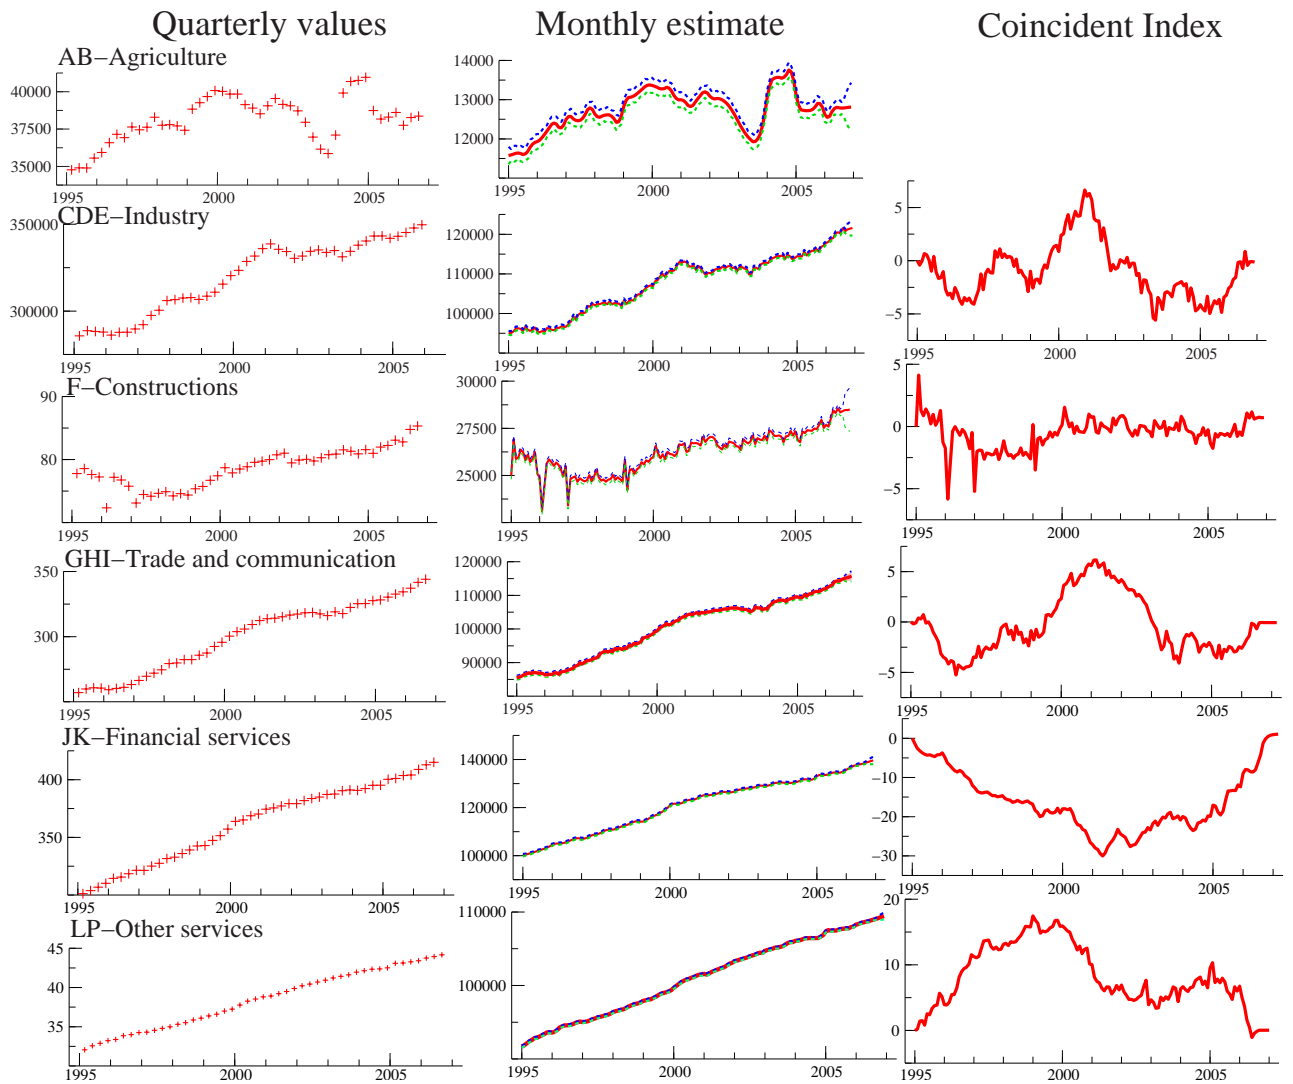 Quarterly values Monthly estimate Coincident Index
AB−Agriculture
40000
37500
35000
1995 2000 2005
14000
13000
12000
1995 2000 2005
CDE−Industry
350000
300000
1995 2000 2005
120000
110000
100000
1995 2000 2005
5
0
−5
1995 2000 2005
F−Constructions
90
80
1995 2000 2005
30000
27500
25000
1995 2000 2005
5
0
−5
1995 2000 2005
GHI−Trade and communication
350
300
1995 2000 2005
120000
110000
100000
90000
1995 2000 2005
5
0
−5
1995 2000 2005
JK−Financial services
400
350
1995 2000 2005
140000
120000
100000
1995 2000 2005
0
−10
−20
−30
1995 2000 2005
LP−Other services
45
40
35
1995 2000 2005
110000
100000
1995 2000 2005
20
10
0
1995 2000 2005